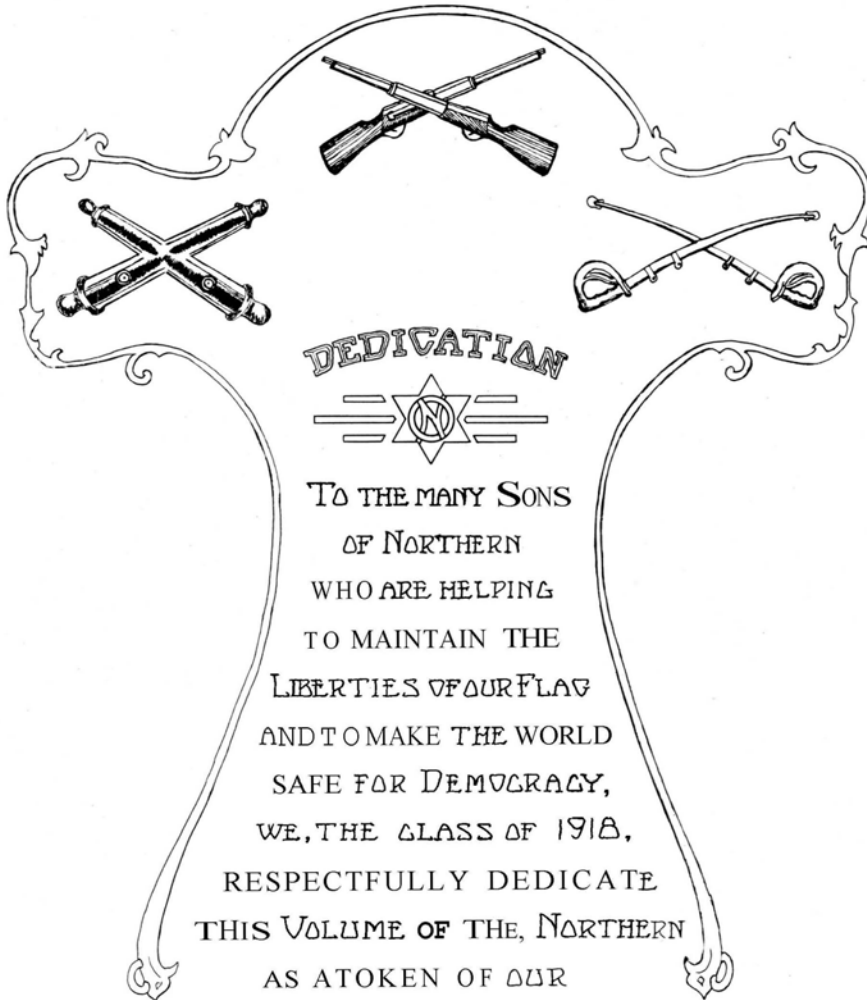 DEDICATION
N
TO THE MANY SONS
OF NORTHERN
WHO ARE HELPING
TO MAINTAIN THE
LIBERTIES OF OUR FLAG
AND TO MAKE THE WORLD
SAFE FOR DEMOCRACY,
WE, THE CLASS OF 1918,
RESPECTFULLY DEDICATE
THIS VOLUME OF THE, NORTHERN
AS A TOKEN OF OUR